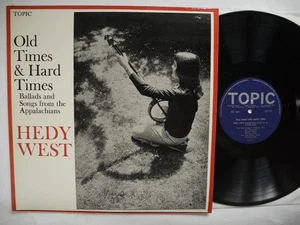 TOPIC
Old
Times
& Hard
Times
Ballads and
Songs from the
Appalachians
HEDY
WEST
TOPIC